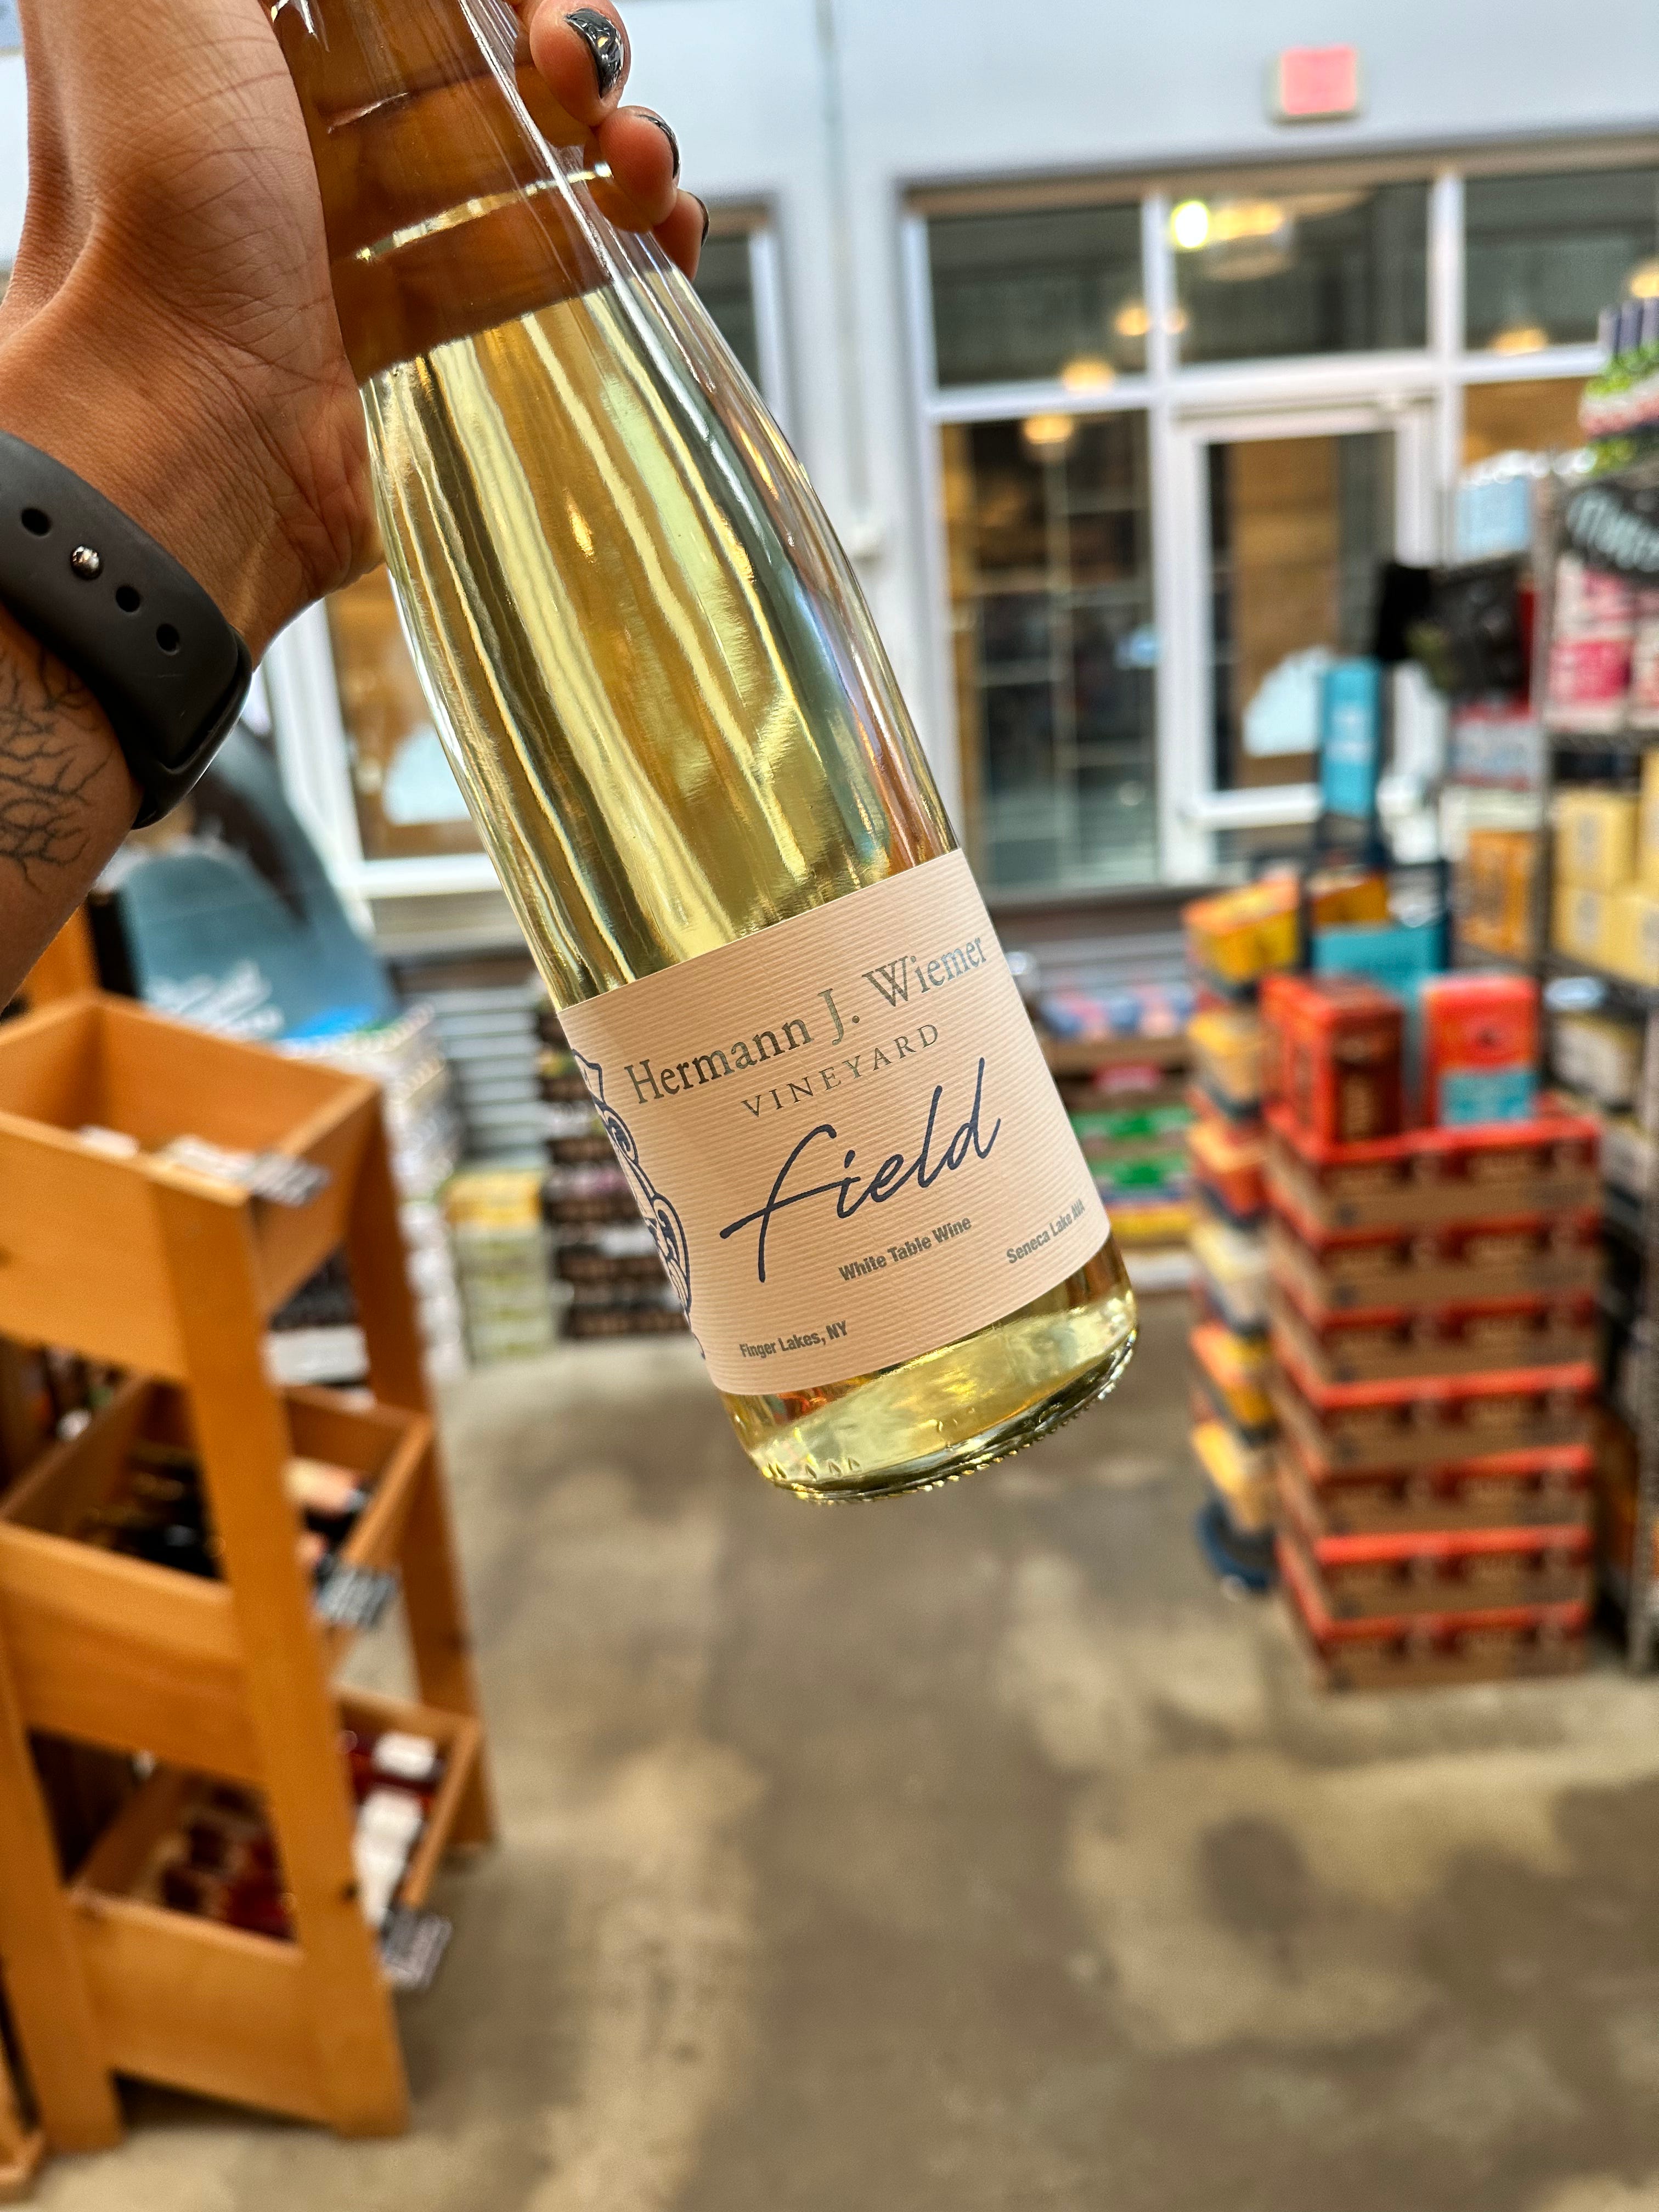 Hermann J. Wiemer
VINEYARD
field
White Table Wine
Seneca Lake AVA
Finger Lakes, NY